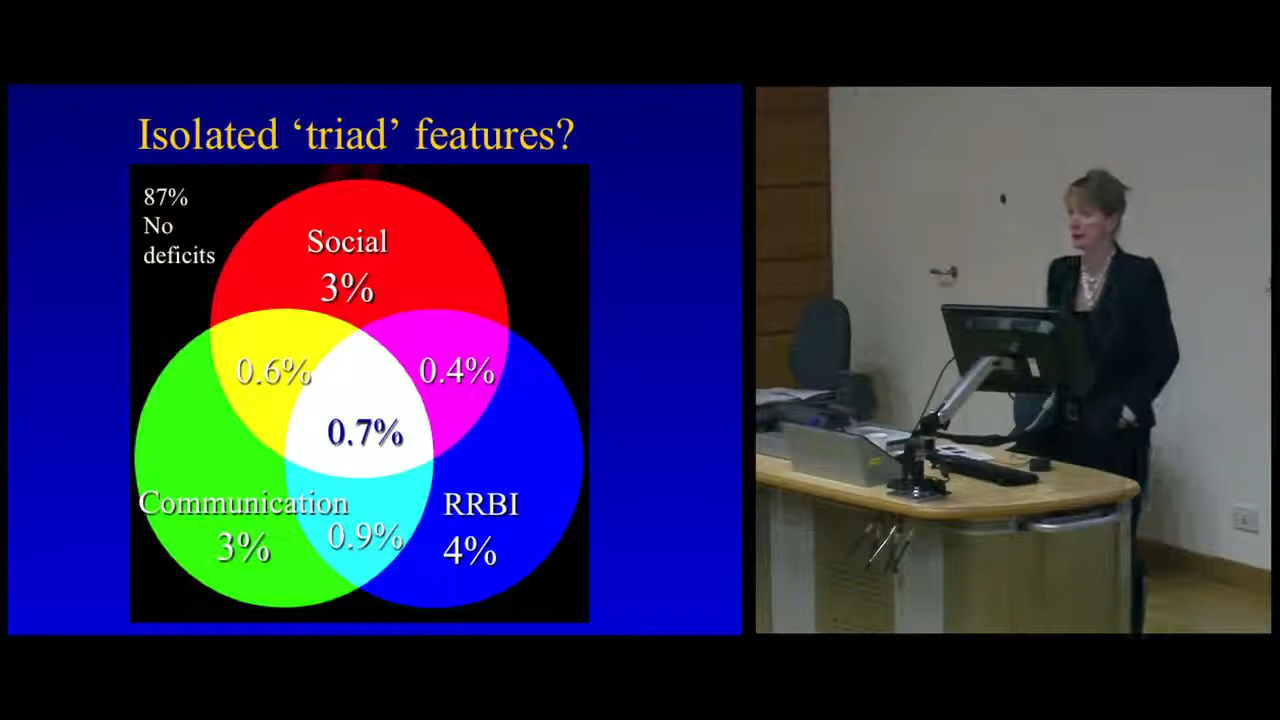 Isolated ‘triad’ features?
87%
No
deficits
Social
3%
0.6%
0.4%
0.7%
Communication
3%
0.9%
RRBI
4%